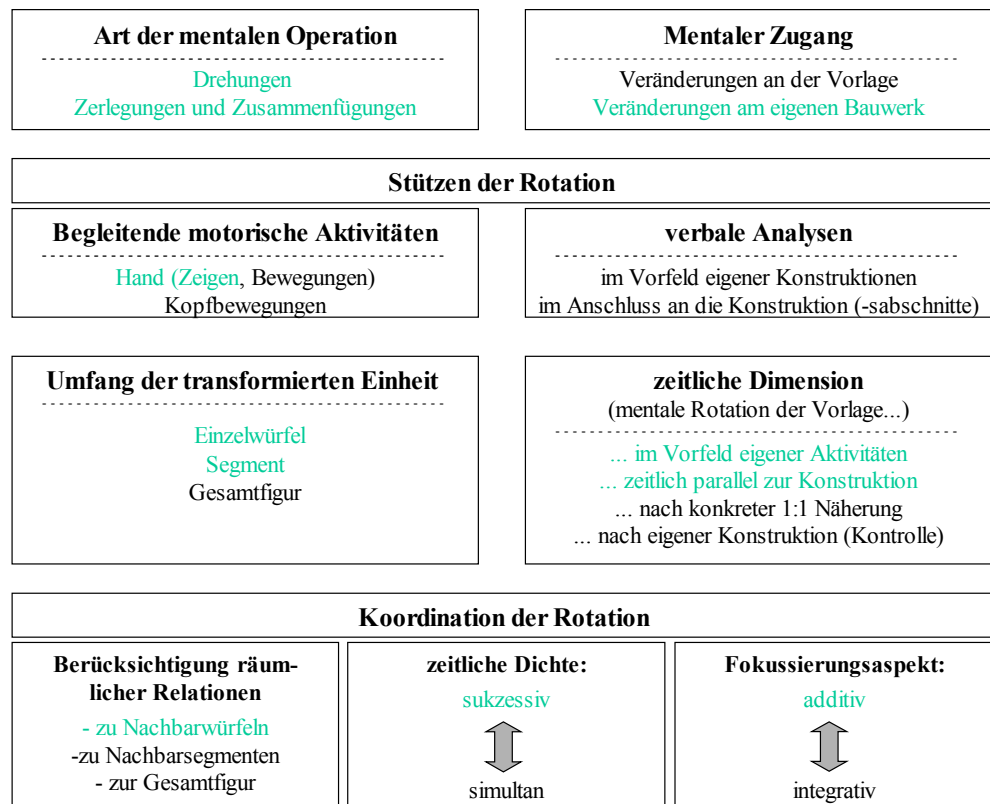 Art der mentalen Operation
Drehungen
Zerlegungen und Zusammenfügungen
Mentaler Zugang
Veränderungen an der Vorlage
Veränderungen am eigenen Bauwerk
Stützen der Rotation
Begleitende motorische Aktivitäten
Hand (Zeigen, Bewegungen)
Kopfbewegungen
verbale Analysen
im Vorfeld eigener Konstruktionen
im Anschluss an die Konstruktion (-sabschnitte)
Umfang der transformierten Einheit
Einzelwürfel
Segment
Gesamtfigur
zeitliche Dimension
(mentale Rotation der Vorlage...)
... im Vorfeld eigener Aktivitäten
... zeitlich parallel zur Konstruktion
... nach konkreter 1:1 Näherung
... nach eigener Konstruktion (Kontrolle)
Koordination der Rotation
Berücksichtigung räum-
licher Relationen
- zu Nachbarwürfeln
-zu Nachbarsegmenten
- zur Gesamtfigur
zeitliche Dichte:
sukzessiv
simultan
Fokussierungsaspekt:
additiv
integrativ